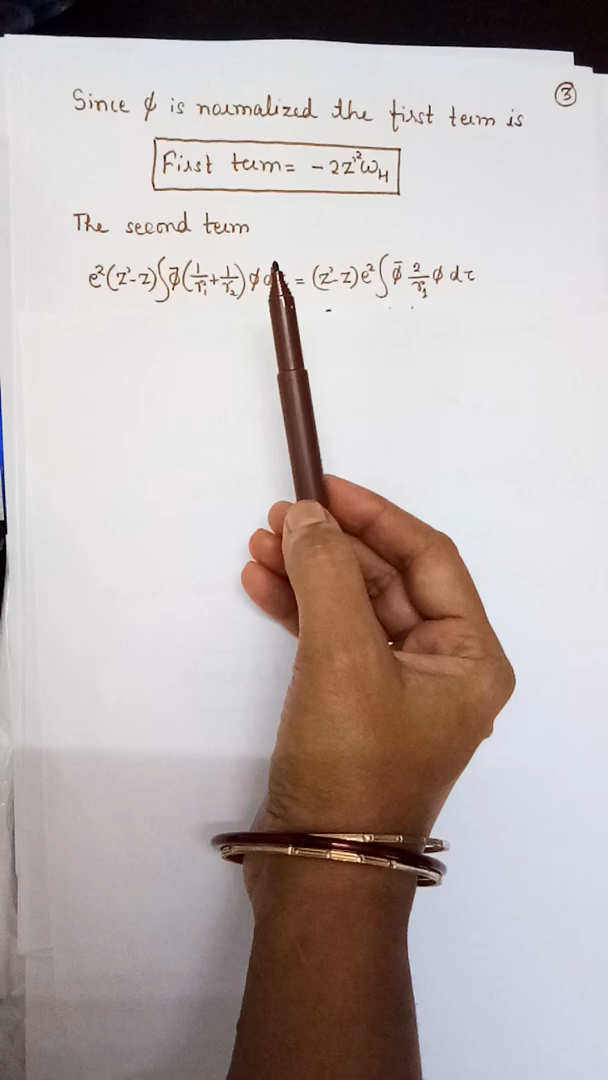 ③
Since ϕ is normalized the first term is
First term = - 2Z'²ω_H
The second term
e²(Z'-Z)∫ϕ̄(1/r₁ + 1/r₂)ϕ d = (Z'-Z)e²∫ϕ̄ 2/r₁ ϕ dτ